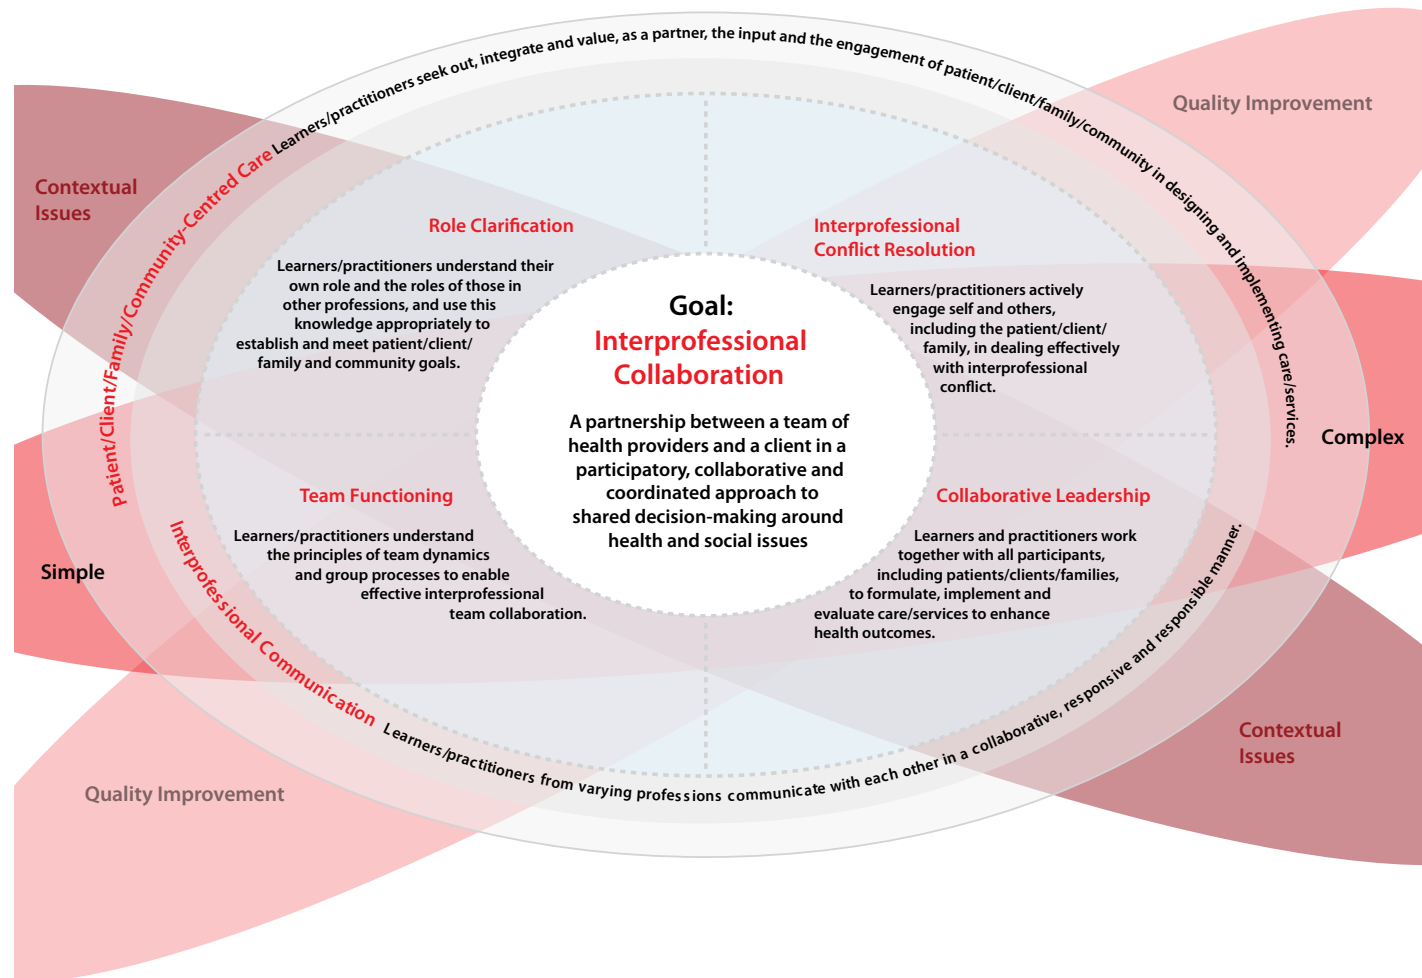 Patient/Client/Family/Community-Centred Care Learners/practitioners seek out, integrate and value, as a partner, the input and the engagement of patient/client/family/community in designing and implementing care/services.
Quality Improvement
Contextual
Issues
Role Clarification
Learners/practitioners understand their
own role and the roles of those in
other professions, and use this
knowledge appropriately to
establish and meet patient/client/
family and community goals.
Interprofessional
Conflict Resolution
Learners/practitioners actively
engage self and others,
including the patient/client/
family, in dealing effectively
with interprofessional
conflict.
Goal:
Interprofessional
Collaboration
A partnership between a team of
health providers and a client in a
participatory, collaborative and
coordinated approach to
shared decision-making around
health and social issues
Complex
Simple
Team Functioning
Learners/practitioners understand
the principles of team dynamics
and group processes to enable
effective interprofessional
team collaboration.
Collaborative Leadership
Learners and practitioners work
together with all participants,
including patients/clients/families,
to formulate, implement and
evaluate care/services to enhance
health outcomes.
Interprofessional Communication Learners/practitioners from varying professions communicate with each other in a collaborative, responsive and responsible manner.
Contextual
Issues
Quality Improvement